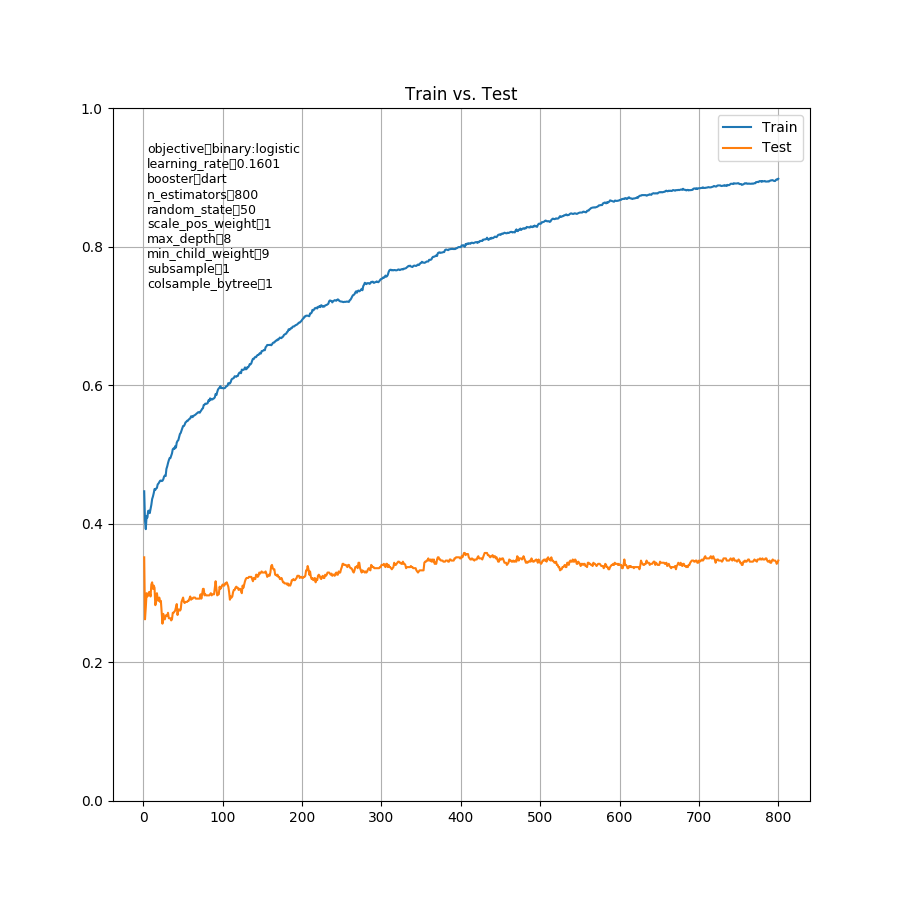 Train vs. Test
1.0
0.8
0.6
0.4
0.2
0.0
objective▯binary:logistic
learning_rate▯0.1601
booster▯dart
n_estimators▯800
random_state▯50
scale_pos_weight▯1
max_depth▯8
min_child_weight▯9
subsample▯1
colsample_bytree▯1
Train
Test
0 100 200 300 400 500 600 700 800